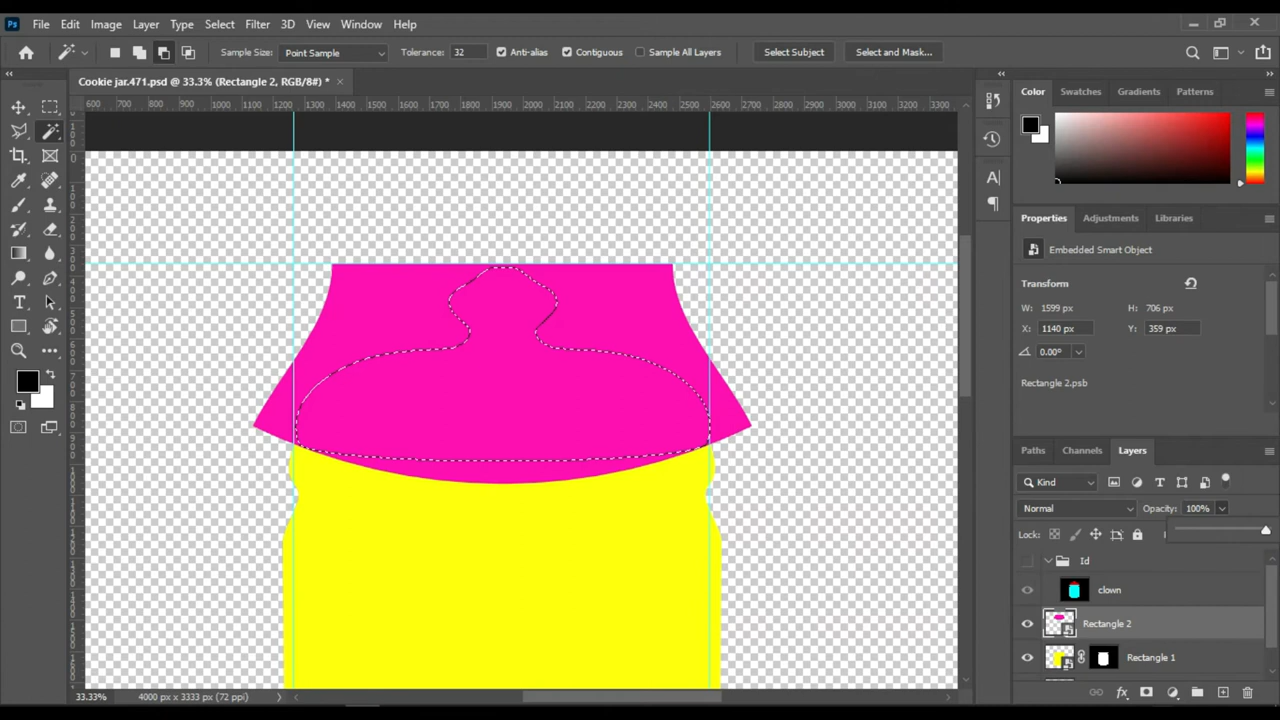 Ps File Edit Image Layer Type Select Filter 3D View Window Help
Sample Size: Point Sample Tolerance: 32 Anti-alias Contiguous Sample All Layers Select Subject Select and Mask...
Cookie jar.471.psd @ 33.3% (Rectangle 2, RGB/8#) *
600 700 800 900 1000 1100 1200 1300 1400 1500 1600 1700 1800 1900 2000 2100 2200 2300 2400 2500 2600 2700 2800 2900 3000 3100 3200 3300
Color Swatches Gradients Patterns
Properties Adjustments Libraries
Embedded Smart Object
Transform
W: 1599 px H: 706 px
X: 1140 px Y: 359 px
0.00°
Rectangle 2.psb
Paths Channels Layers
Kind
Normal Opacity: 100%
Lock:
Id
clown
Rectangle 2
Rectangle 1
33.33% 4000 px x 3333 px (72 ppi)